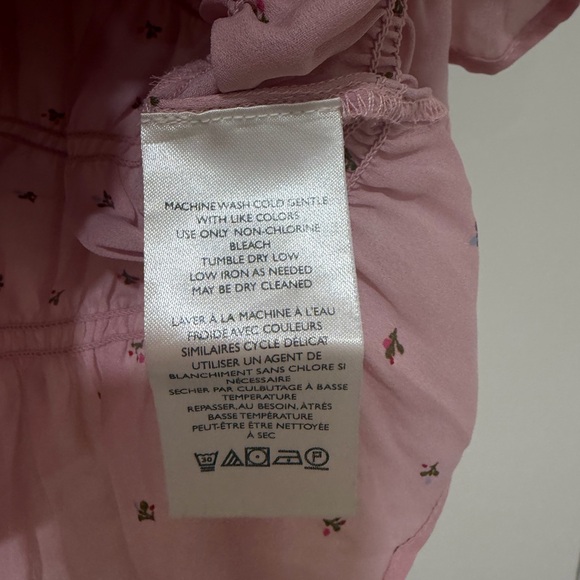 MACHINE WASH COLD GENTLE
WITH LIKE COLORS
USE ONLY NON-CHLORINE
BLEACH
TUMBLE DRY LOW
LOW IRON AS NEEDED
MAY BE DRY CLEANED
LAVER À LA MACHINE À L'EAU
FROIDE AVEC COULEURS
SIMILAIRES CYCLE DÉLICAT
UTILISER UN AGENT DE
BLANCHIMENT SANS CHLORE SI
NÉCESSAIRE
SECHER PAR CULBUTAGE À BASSE
TEMPERATURE
REPASSER, AU BESOIN, ÀTRÈS
BASSE TEMPÉRATURE
PEUT-ÊTRE ÊTRE NETTOYÉE
À SEC
30 P